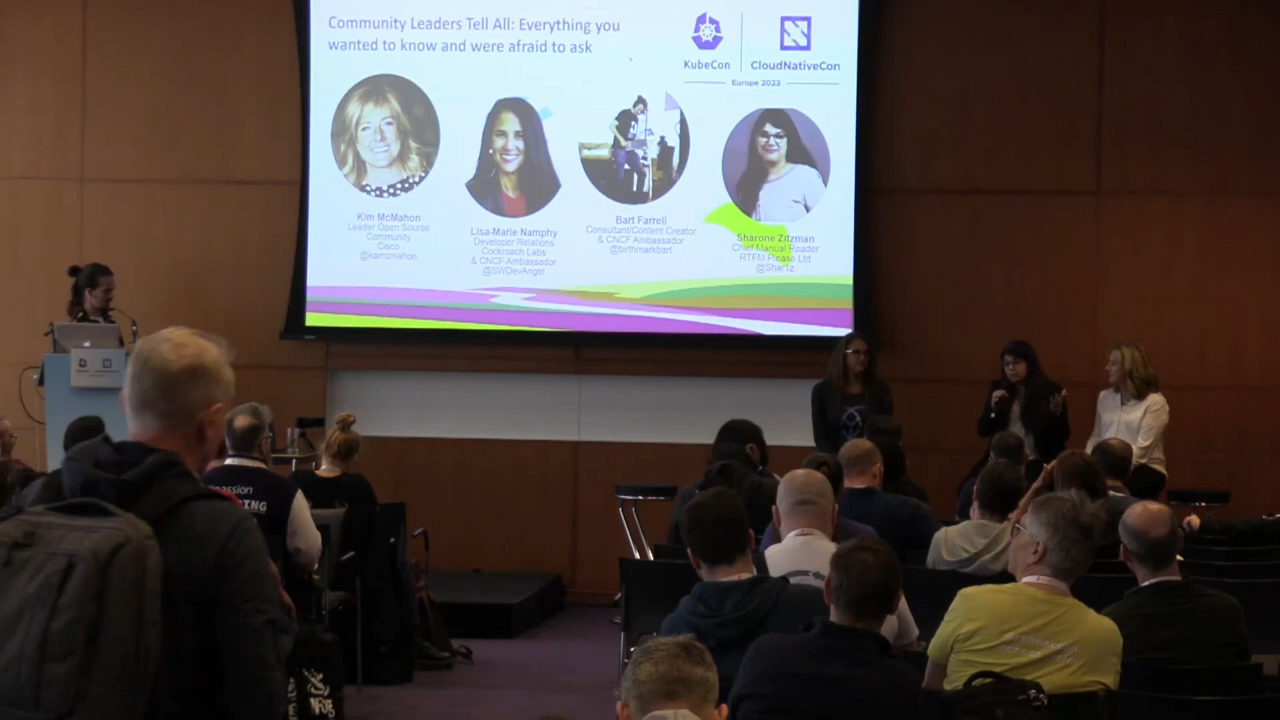 Community Leaders Tell All: Everything you
wanted to know and were afraid to ask
KubeCon
CloudNativeCon
Europe 2023
Kim McMahon
Leader Open Source
Community
Cisco
@kamcmahon
Lisa-Marie Namphy
Developer Relations
Cockroach Labs
& CNCF Ambassador
@SWDevAngel
Bart Farrell
Consultant/Content Creator
& CNCF Ambassador
@birthmarkbart
Sharone Zitzman
Chief Manual Reader
RTFM Please Ltd
@shar1z
passion